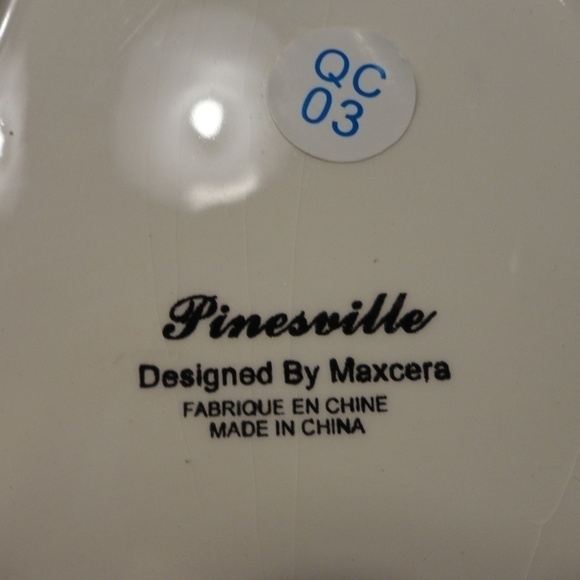 QC
03
Pinesville
Designed By Maxcera
FABRIQUE EN CHINE
MADE IN CHINA